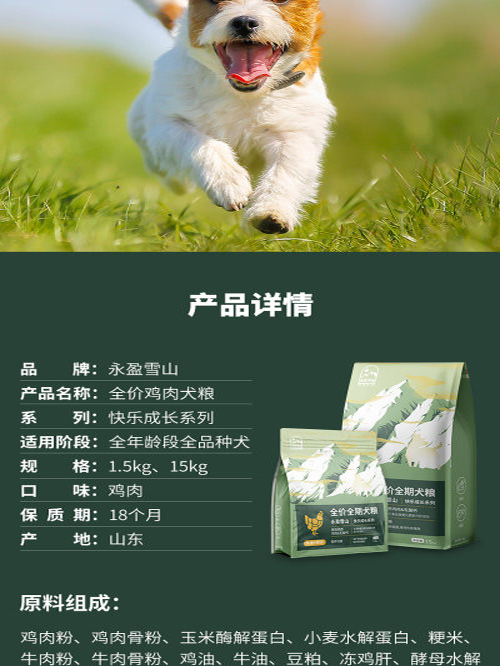 产品详情
品 牌：永盈雪山
产品名称：全价鸡肉犬粮
系 列：快乐成长系列
适用阶段：全年龄段全品种犬
规 格：1.5kg、15kg
口 味：鸡肉
保 质 期：18个月
产 地：山东
全价全期犬粮
永盈雪山
价全期犬粮
原料组成：
鸡肉粉、鸡肉骨粉、玉米酶解蛋白、小麦水解蛋白、粳米、
牛肉粉、牛肉骨粉、鸡油、牛油、豆粕、冻鸡肝、酵母水解